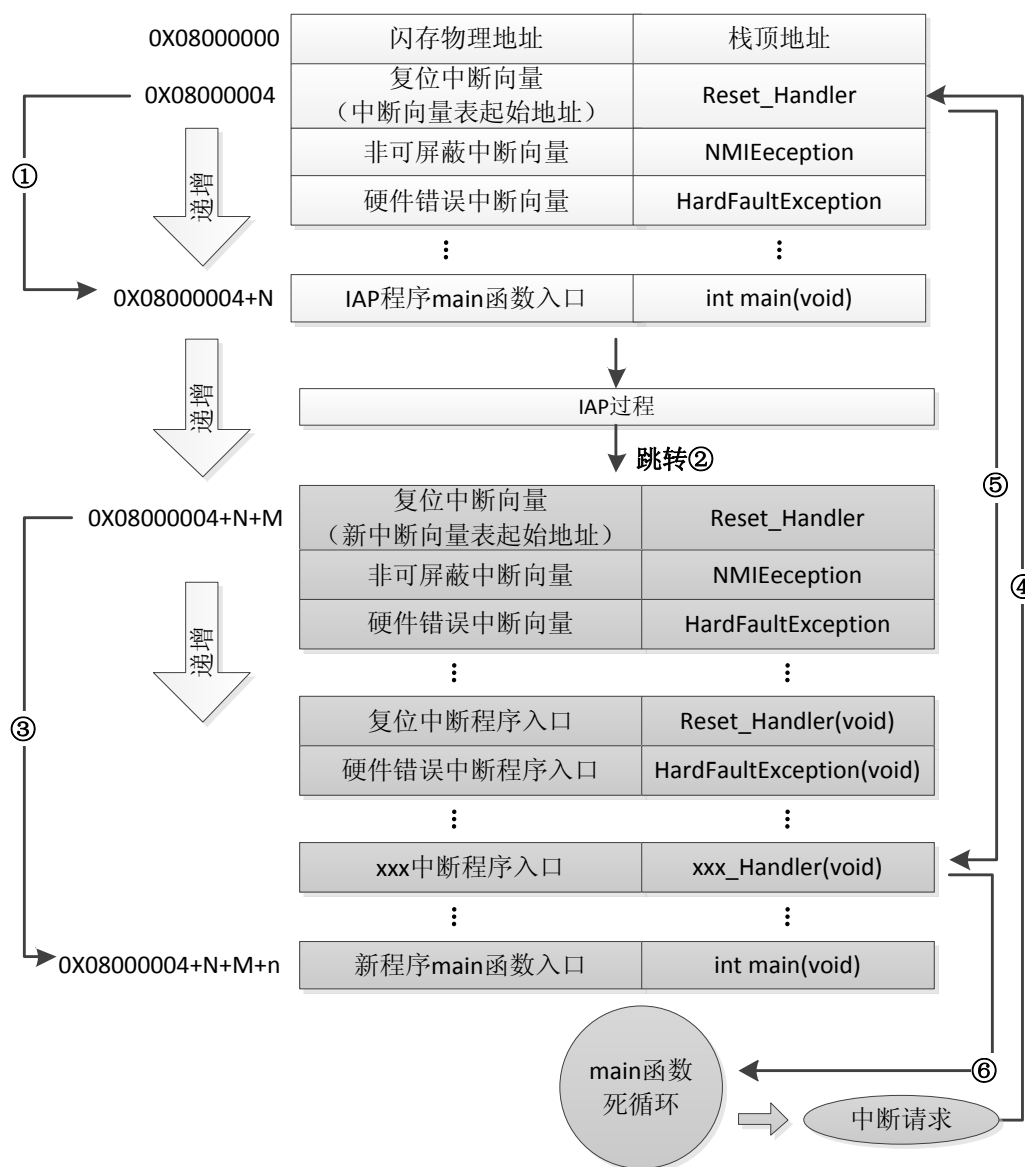 0X08000000
闪存物理地址
栈顶地址
0X08000004
复位中断向量
（中断向量表起始地址）
Reset_Handler
非可屏蔽中断向量
NMIEeception
硬件错误中断向量
HardFaultException
①
递增
⋮
⋮
0X08000004+N
IAP程序main函数入口
int main(void)
递增
IAP过程
跳转②
⑤
0X08000004+N+M
复位中断向量
（新中断向量表起始地址）
Reset_Handler
非可屏蔽中断向量
NMIEeception
④
硬件错误中断向量
HardFaultException
递增
⋮
⋮
③
复位中断程序入口
Reset_Handler(void)
硬件错误中断程序入口
HardFaultException(void)
⋮
⋮
xxx中断程序入口
xxx_Handler(void)
⋮
⋮
0X08000004+N+M+n
新程序main函数入口
int main(void)
⑥
main函数
死循环
中断请求